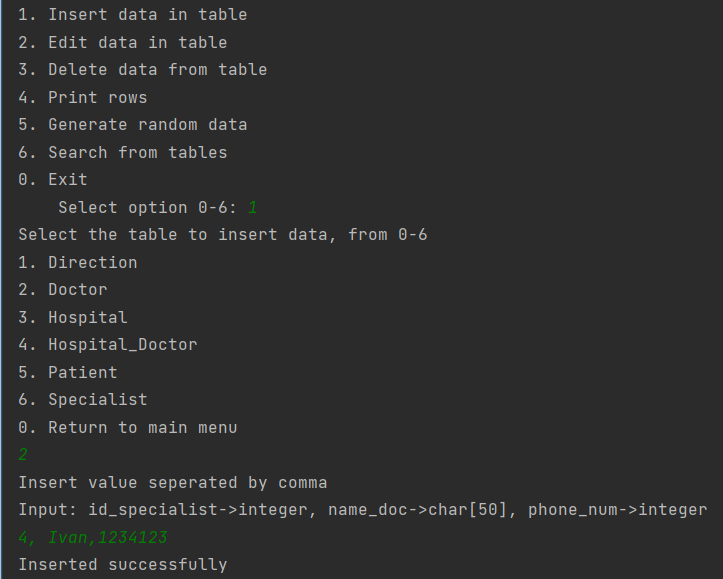 1. Insert data in table
2. Edit data in table
3. Delete data from table
4. Print rows
5. Generate random data
6. Search from tables
0. Exit
Select option 0-6: 1
Select the table to insert data, from 0-6
1. Direction
2. Doctor
3. Hospital
4. Hospital_Doctor
5. Patient
6. Specialist
0. Return to main menu
2
Insert value seperated by comma
Input: id_specialist->integer, name_doc->char[50], phone_num->integer
4, Ivan,1234123
Inserted successfully